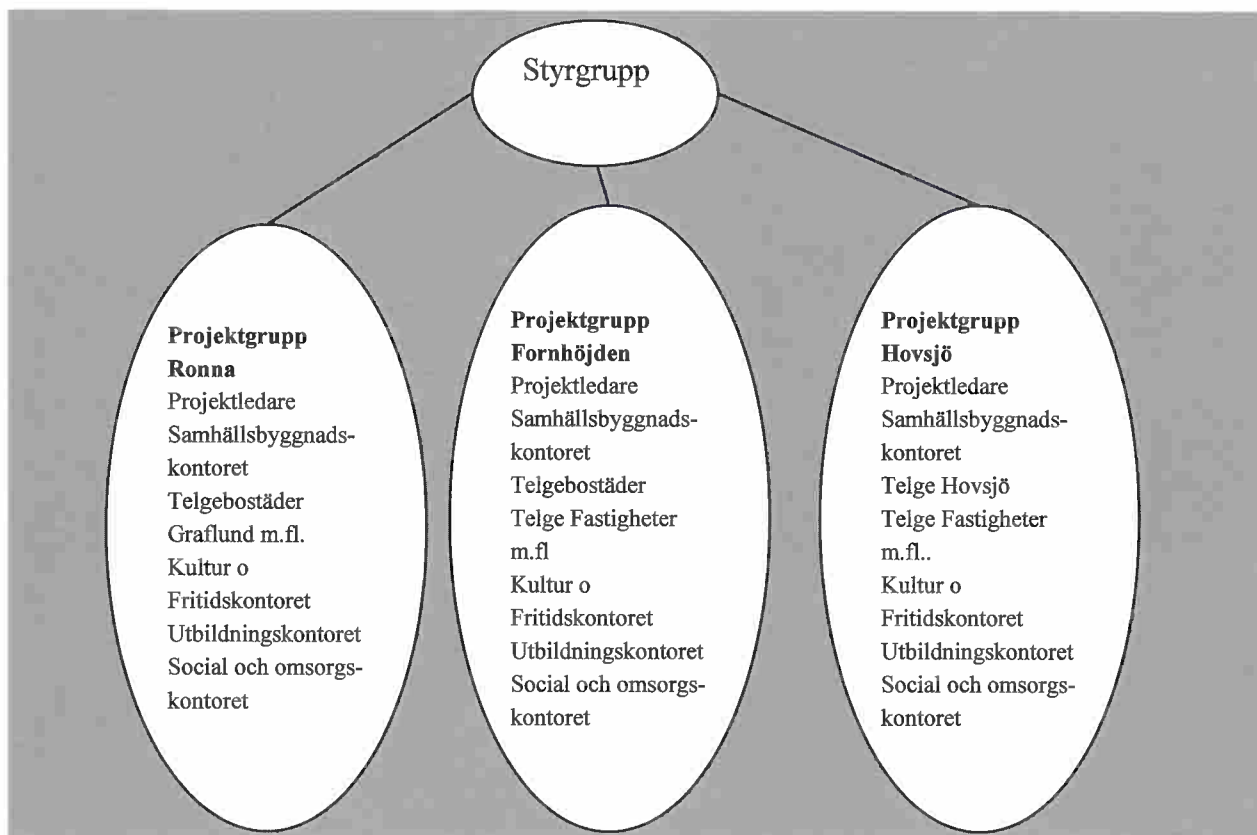 Styrgrupp
Projektgrupp
Ronna
Projektledare
Samhällsbyggnads-
kontoret
Telgebostäder
Graflund m.fl.
Kultur o
Fritidskontoret
Utbildningskontoret
Social och omsorgs-
kontoret
Projektgrupp
Fornhöjden
Projektledare
Samhällsbyggnads-
kontoret
Telgebostäder
Telge Fastigheter
m.fl
Kultur o
Fritidskontoret
Utbildningskontoret
Social och omsorgs-
kontoret
Projektgrupp
Hovsjö
Projektledare
Samhällsbyggnads-
kontoret
Telge Hovsjö
Telge Fastigheter
m.fl..
Kultur o
Fritidskontoret
Utbildningskontoret
Social och omsorgs-
kontoret